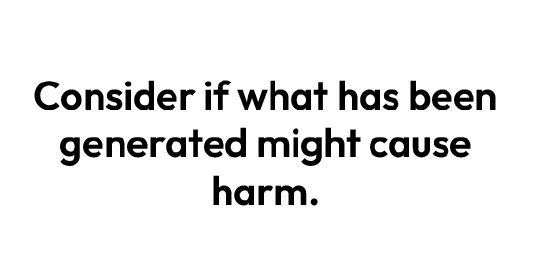 Consider if what has been
generated might cause
harm.